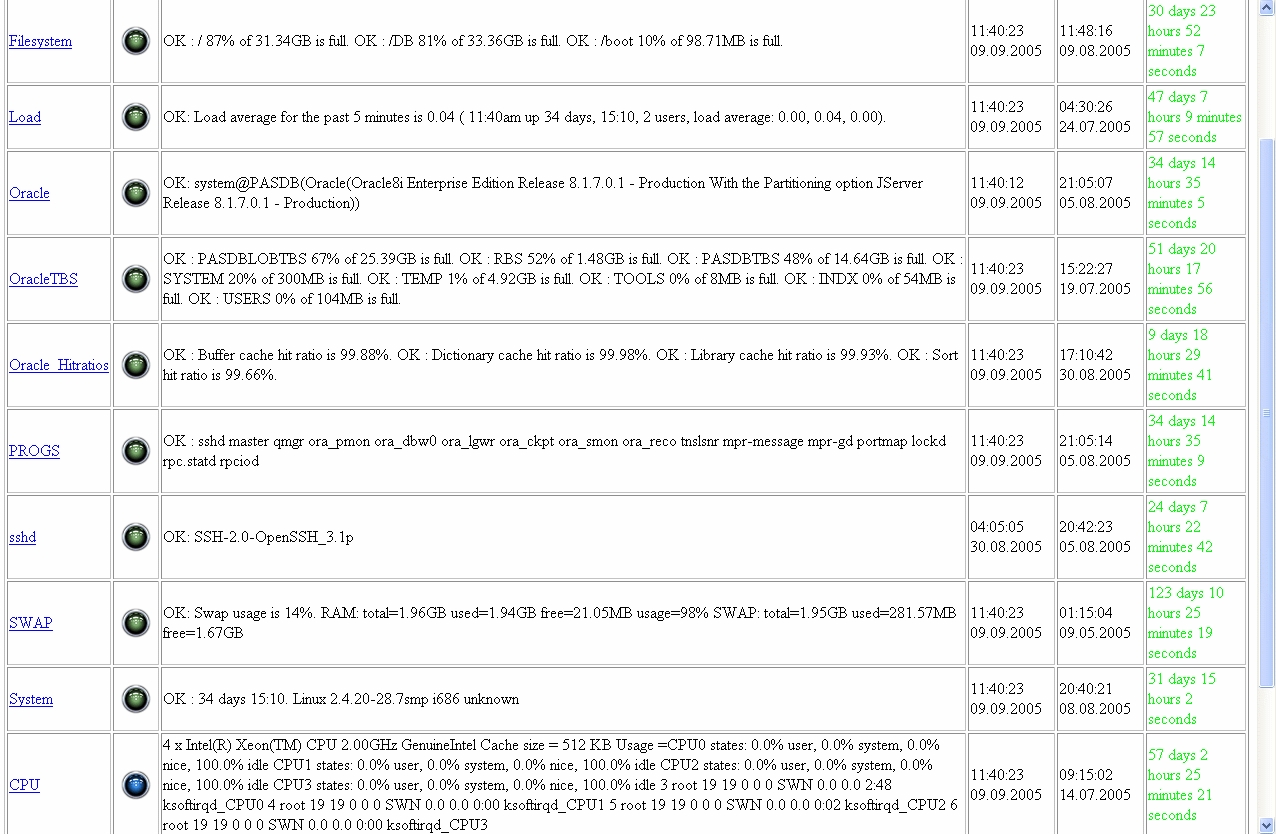 Filesystem
OK : / 87% of 31.34GB is full. OK : /DB 81% of 33.36GB is full. OK : /boot 10% of 98.71MB is full.
11:40:23
09.09.2005
11:48:16
09.08.2005
30 days 23
hours 52
minutes 7
seconds
Load
OK: Load average for the past 5 minutes is 0.04 ( 11:40am up 34 days, 15:10, 2 users, load average: 0.00, 0.04, 0.00).
11:40:23
09.09.2005
04:30:26
24.07.2005
47 days 7
hours 9 minutes
57 seconds
Oracle
OK: system@PASDB(Oracle(Oracle8i Enterprise Edition Release 8.1.7.0.1 - Production With the Partitioning option JServer
Release 8.1.7.0.1 - Production))
11:40:12
09.09.2005
21:05:07
05.08.2005
34 days 14
hours 35
minutes 5
seconds
OracleTBS
OK : PASDBLOBTBS 67% of 25.39GB is full. OK : RBS 52% of 1.48GB is full. OK : PASDBTBS 48% of 14.64GB is full. OK :
SYSTEM 20% of 300MB is full. OK : TEMP 1% of 4.92GB is full. OK : TOOLS 0% of 8MB is full. OK : INDX 0% of 54MB is
full. OK : USERS 0% of 104MB is full.
11:40:23
09.09.2005
15:22:27
19.07.2005
51 days 20
hours 17
minutes 56
seconds
Oracle_Hitratios
OK : Buffer cache hit ratio is 99.88%. OK : Dictionary cache hit ratio is 99.98%. OK : Library cache hit ratio is 99.93%. OK : Sort
hit ratio is 99.66%.
11:40:23
09.09.2005
17:10:42
30.08.2005
9 days 18
hours 29
minutes 41
seconds
PROGS
OK : sshd master qmgr ora_pmon ora_dbw0 ora_lgwr ora_ckpt ora_smon ora_reco tnslsnr mpr-message mpr-gd portmap lockd
rpc.statd rpciod
11:40:23
09.09.2005
21:05:14
05.08.2005
34 days 14
hours 35
minutes 9
seconds
sshd
OK: SSH-2.0-OpenSSH_3.1p
04:05:05
30.08.2005
20:42:23
05.08.2005
24 days 7
hours 22
minutes 42
seconds
SWAP
OK: Swap usage is 14%. RAM: total=1.96GB used=1.94GB free=21.05MB usage=98% SWAP: total=1.95GB used=281.57MB
free=1.67GB
11:40:23
09.09.2005
01:15:04
09.05.2005
123 days 10
hours 25
minutes 19
seconds
System
OK : 34 days 15:10. Linux 2.4.20-28.7smp i686 unknown
11:40:23
09.09.2005
20:40:21
08.08.2005
31 days 15
hours 2
seconds
CPU
4 x Intel(R) Xeon(TM) CPU 2.00GHz GenuineIntel Cache size = 512 KB Usage =CPU0 states: 0.0% user, 0.0% system, 0.0%
nice, 100.0% idle CPU1 states: 0.0% user, 0.0% system, 0.0% nice, 100.0% idle CPU2 states: 0.0% user, 0.0% system, 0.0%
nice, 100.0% idle CPU3 states: 0.0% user, 0.0% system, 0.0% nice, 100.0% idle 3 root 19 19 0 0 0 SWN 0.0 0.0 2:48
ksoftirqd_CPU0 4 root 19 19 0 0 0 SWN 0.0 0.0 0:00 ksoftirqd_CPU1 5 root 19 19 0 0 0 SWN 0.0 0.0 0:02 ksoftirqd_CPU2 6
root 19 19 0 0 0 SWN 0.0 0.0 0:00 ksoftirqd_CPU3
11:40:23
09.09.2005
09:15:02
14.07.2005
57 days 2
hours 25
minutes 21
seconds